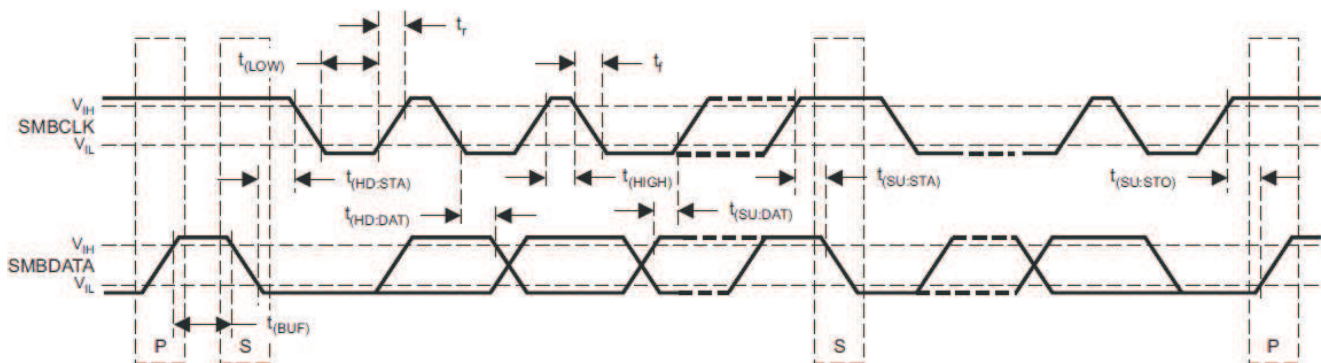 tr
t(LOW)
tf
VIH
SMBCLK
VIL
t(HD:STA)
t(HIGH)
t(SU:STA)
t(SU:STO)
t(HD:DAT)
t(SU:DAT)
VIH
SMBDATA
VIL
t(BUF)
P
S
S
P